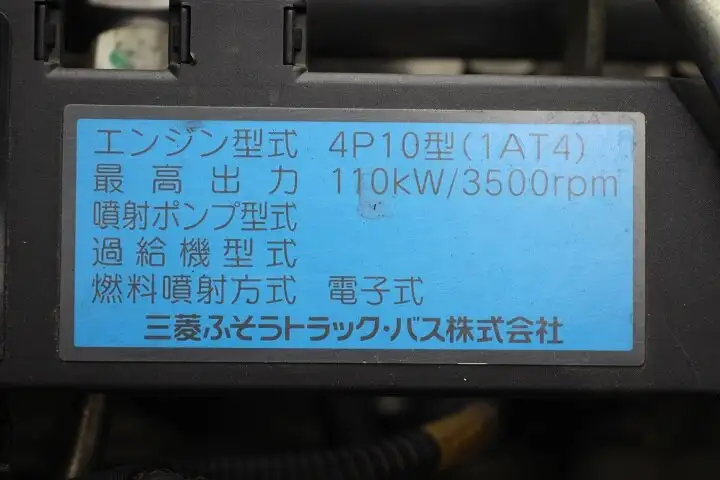 エンジン型式 4P10型(1AT4)
最高出力 110kW/3500rpm
噴射ポンプ型式
過給機型式
燃料噴射方式 電子式
三菱ふそうトラック・バス株式会社